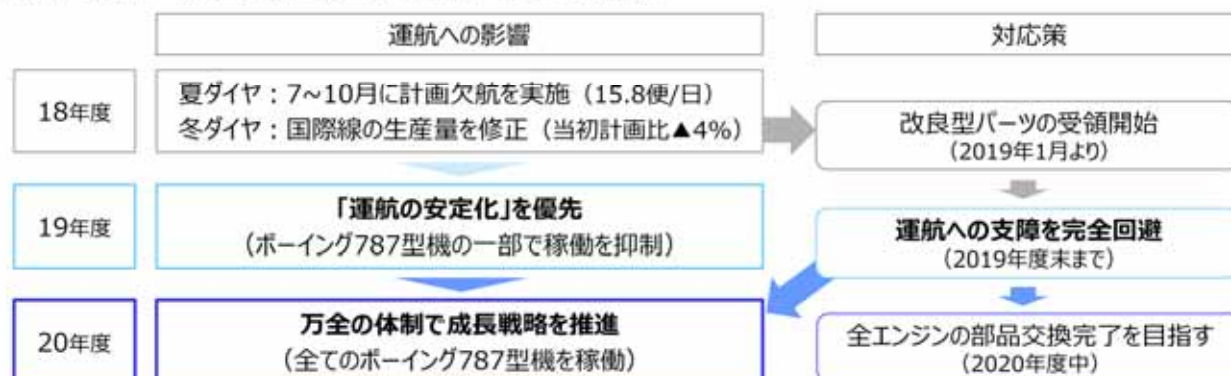 運航への影響
対応策
18年度
夏ダイヤ：7~10月に計画欠航を実施（15.8便/日）
冬ダイヤ：国際線の生産量を修正（当初計画比▲4%）
改良型パーツの受領開始
（2019年1月より）
19年度
「運航の安定化」を優先
（ボーイング787型機の一部で稼働を抑制）
運航への支障を完全回避
（2019年度末まで）
20年度
万全の体制で成長戦略を推進
（全てのボーイング787型機を稼働）
全エンジンの部品交換完了を目指す
（2020年度中）